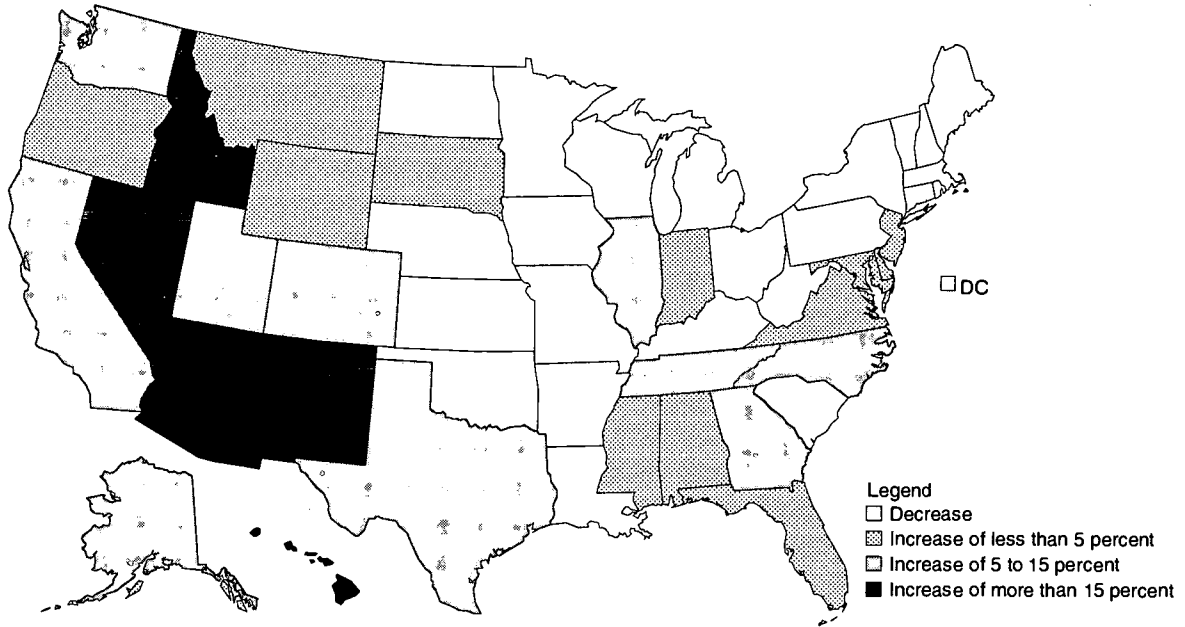 DC
Legend
Decrease
Increase of less than 5 percent
Increase of 5 to 15 percent
Increase of more than 15 percent